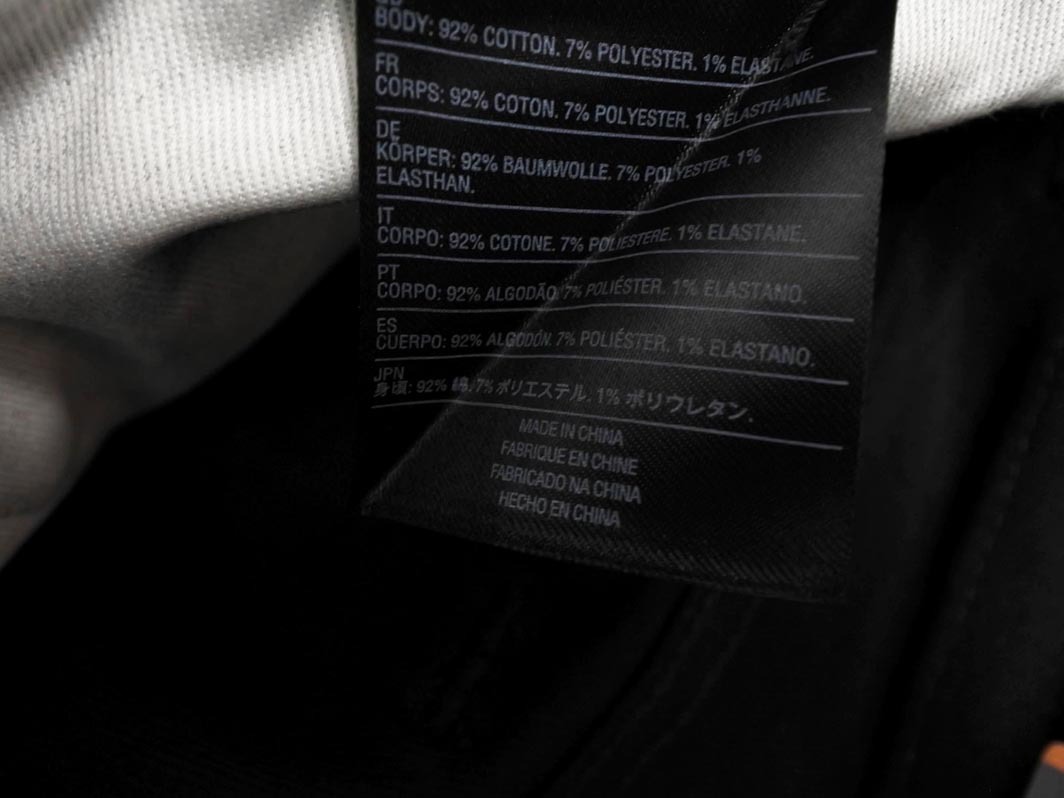 BODY: 92% COTTON. 7% POLYESTER. 1% ELASTANE.
FR
CORPS: 92% COTON. 7% POLYESTER. 1% ELASTHANNE.
DE
KÖRPER: 92% BAUMWOLLE. 7% POLYESTER. 1%
ELASTHAN.
IT
CORPO: 92% COTONE. 7% POLIESTERE. 1% ELASTANE.
PT
CORPO: 92% ALGODÃO. 7% POLIÉSTER. 1% ELASTANO.
ES
CUERPO: 92% ALGODÓN. 7% POLIÉSTER. 1% ELASTANO.
JPN
身頃: 92% 綿. 7% ポリエステル. 1% ポリウレタン.
MADE IN CHINA
FABRIQUE EN CHINE
FABRICADO NA CHINA
HECHO EN CHINA